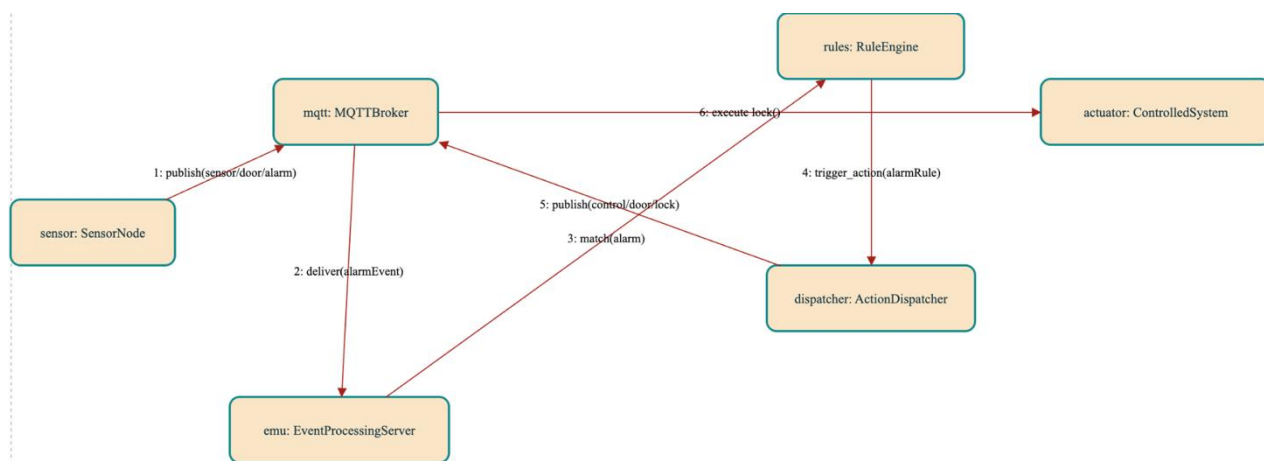 rules: RuleEngine
mqtt: MQTTBroker
6: execute lock()
actuator: ControlledSystem
1: publish(sensor/door/alarm)
4: trigger_action(alarmRule)
5: publish(control/door/lock)
sensor: SensorNode
3: match(alarm)
2: deliver(alarmEvent)
dispatcher: ActionDispatcher
emu: EventProcessingServer